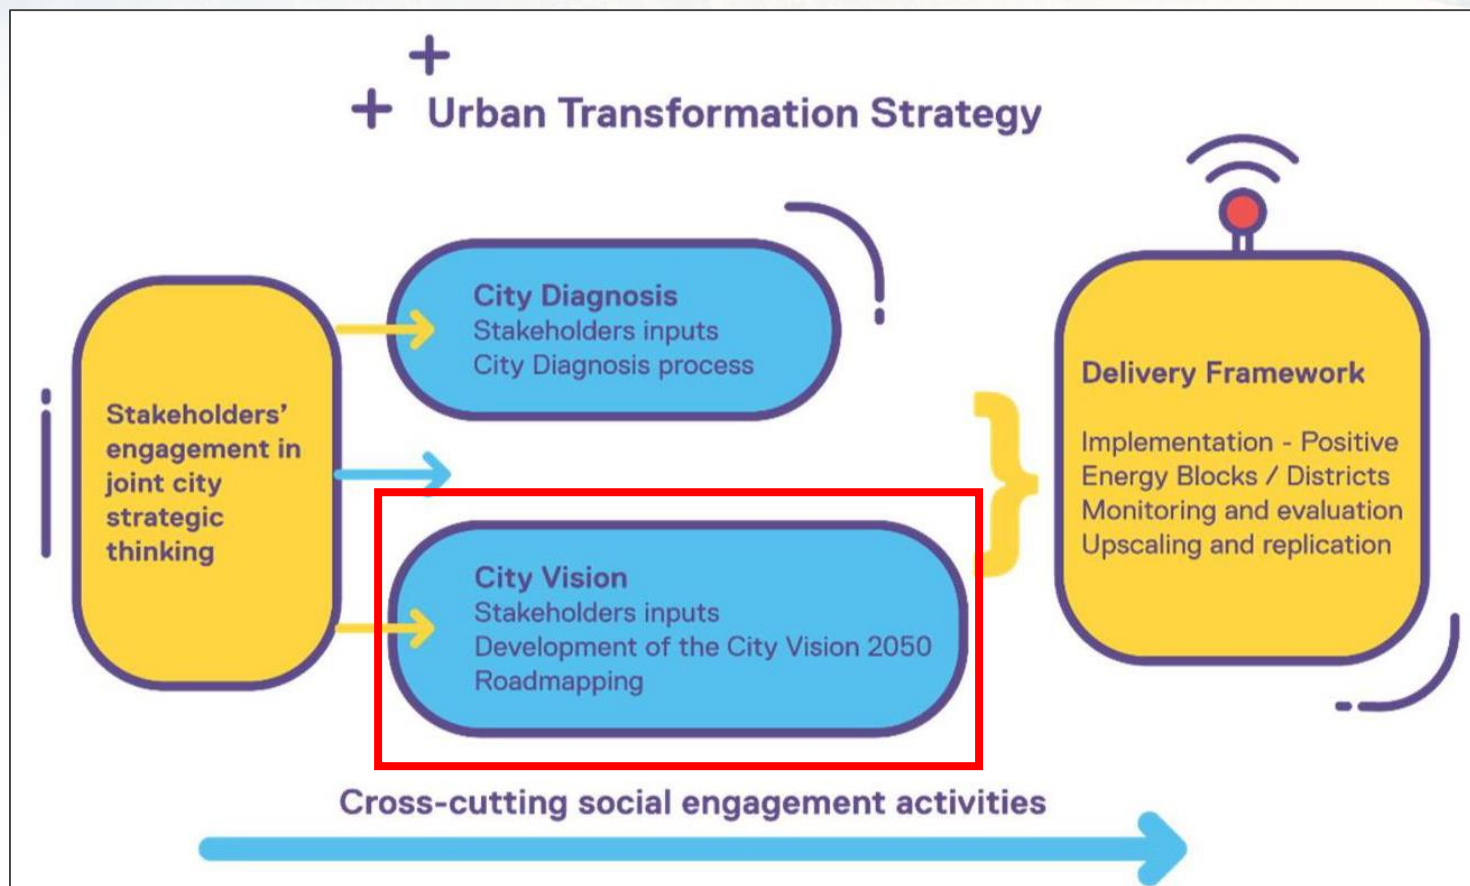 Urban Transformation Strategy
Stakeholders’
engagement in
joint city
strategic
thinking
City Diagnosis
Stakeholders inputs
City Diagnosis process
City Vision
Stakeholders inputs
Development of the City Vision 2050
Roadmapping
Delivery Framework
Implementation - Positive
Energy Blocks / Districts
Monitoring and evaluation
Upscaling and replication
Cross-cutting social engagement activities